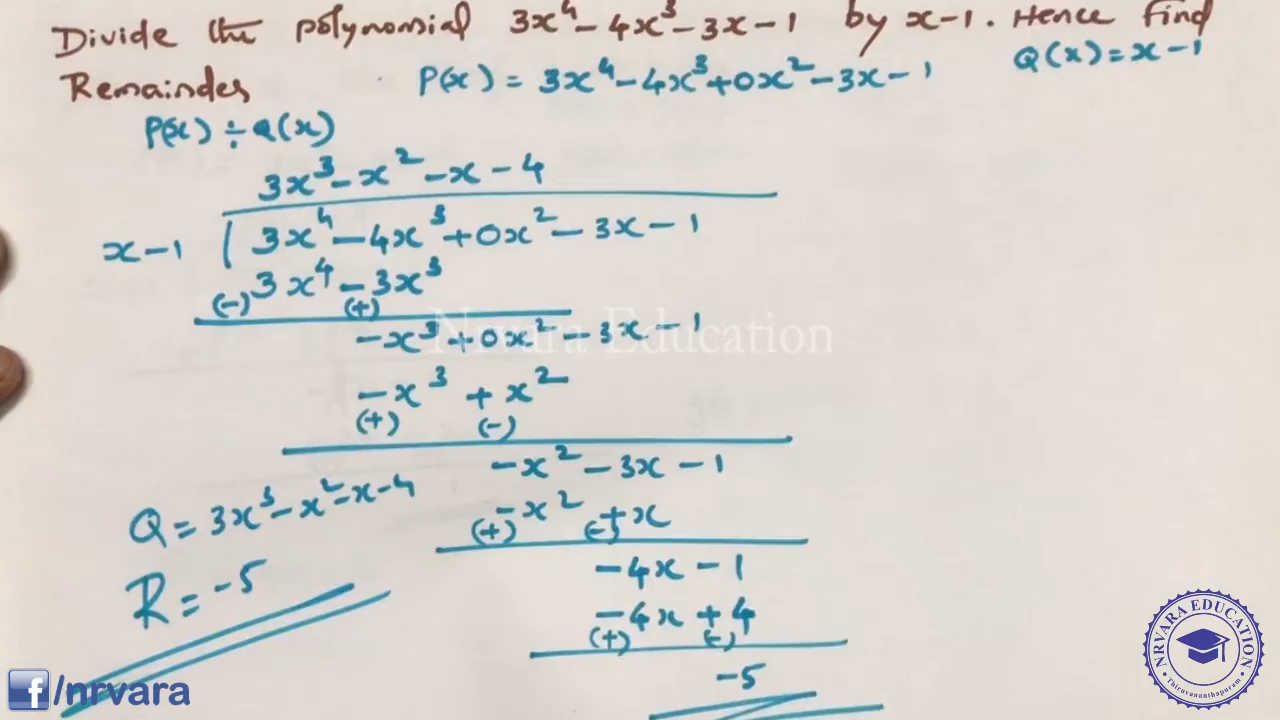 Divide the polynomial 3x⁴ - 4x³ - 3x - 1 by x - 1. Hence find
Remainder
P(x) = 3x⁴ - 4x³ + 0x² - 3x - 1
Q(x) = x - 1
P(x) ÷ Q(x)
3x³ - x² - x - 4
x - 1 | 3x⁴ - 4x³ + 0x² - 3x - 1
3x⁴ - 3x³
(-) (+)
-x³ + 0x² - 3x - 1
-x³ + x²
(+) (-)
-x² - 3x - 1
-x² + x
(+) (-)
-4x - 1
-4x + 4
(+) (-)
-5
Q = 3x³ - x² - x - 4
R = -5
Nrvara Education
f/nrvara
NRVARA EDUCATION
Thiruvananthapuram